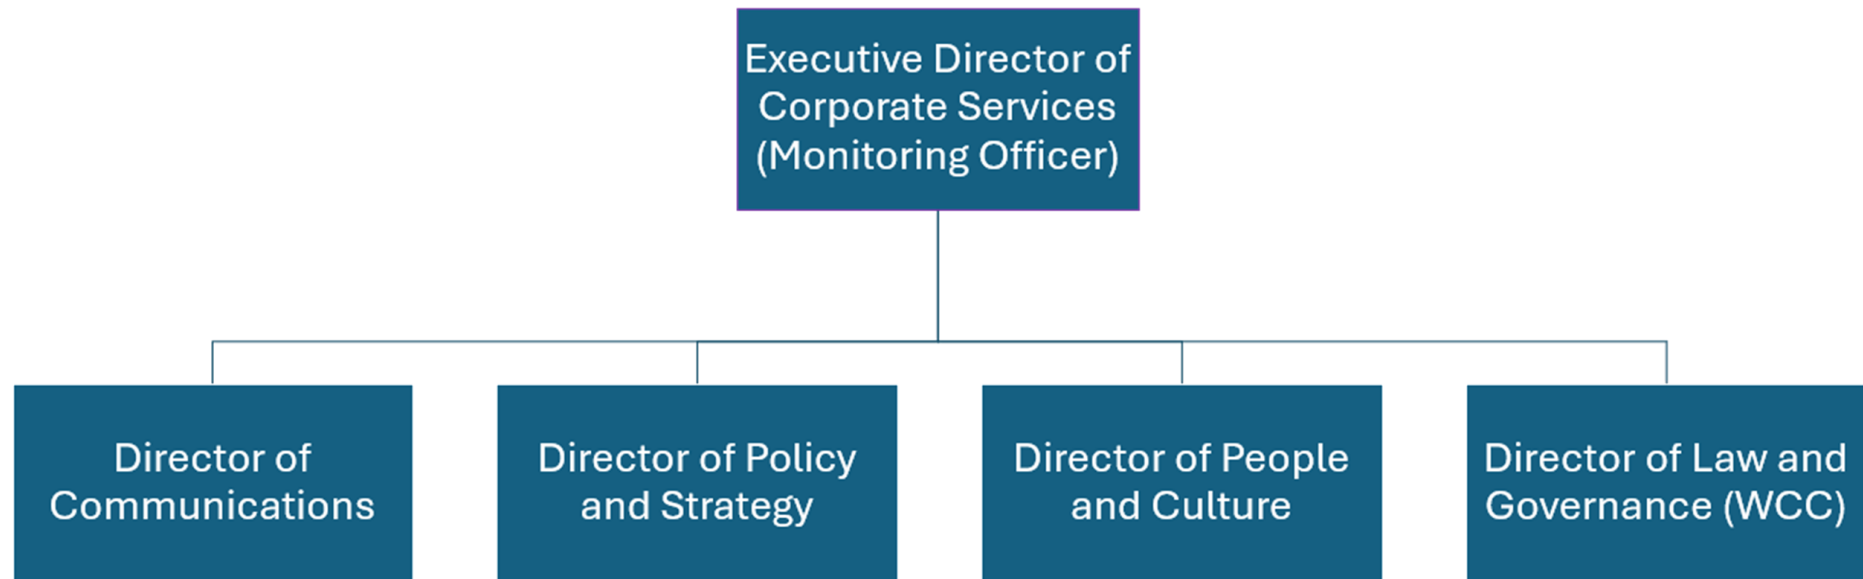 Executive Director of
Corporate Services
(Monitoring Officer)
Director of
Communications
Director of Policy
and Strategy
Director of People
and Culture
Director of Law and
Governance (WCC)